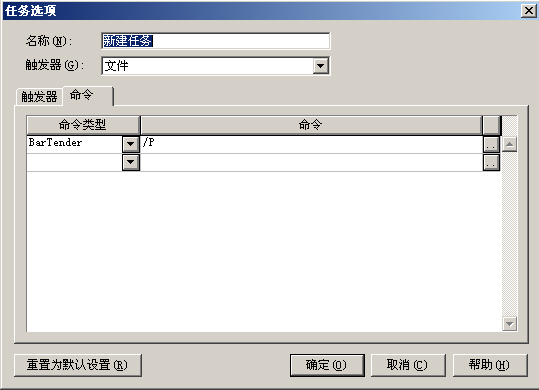 任务选项
名称(N):
新建任务
触发器(G):
文件
触发器
命令
命令类型
命令
BarTender
/P
..
..
重置为默认设置(R)
确定(O)
取消(C)
帮助(H)